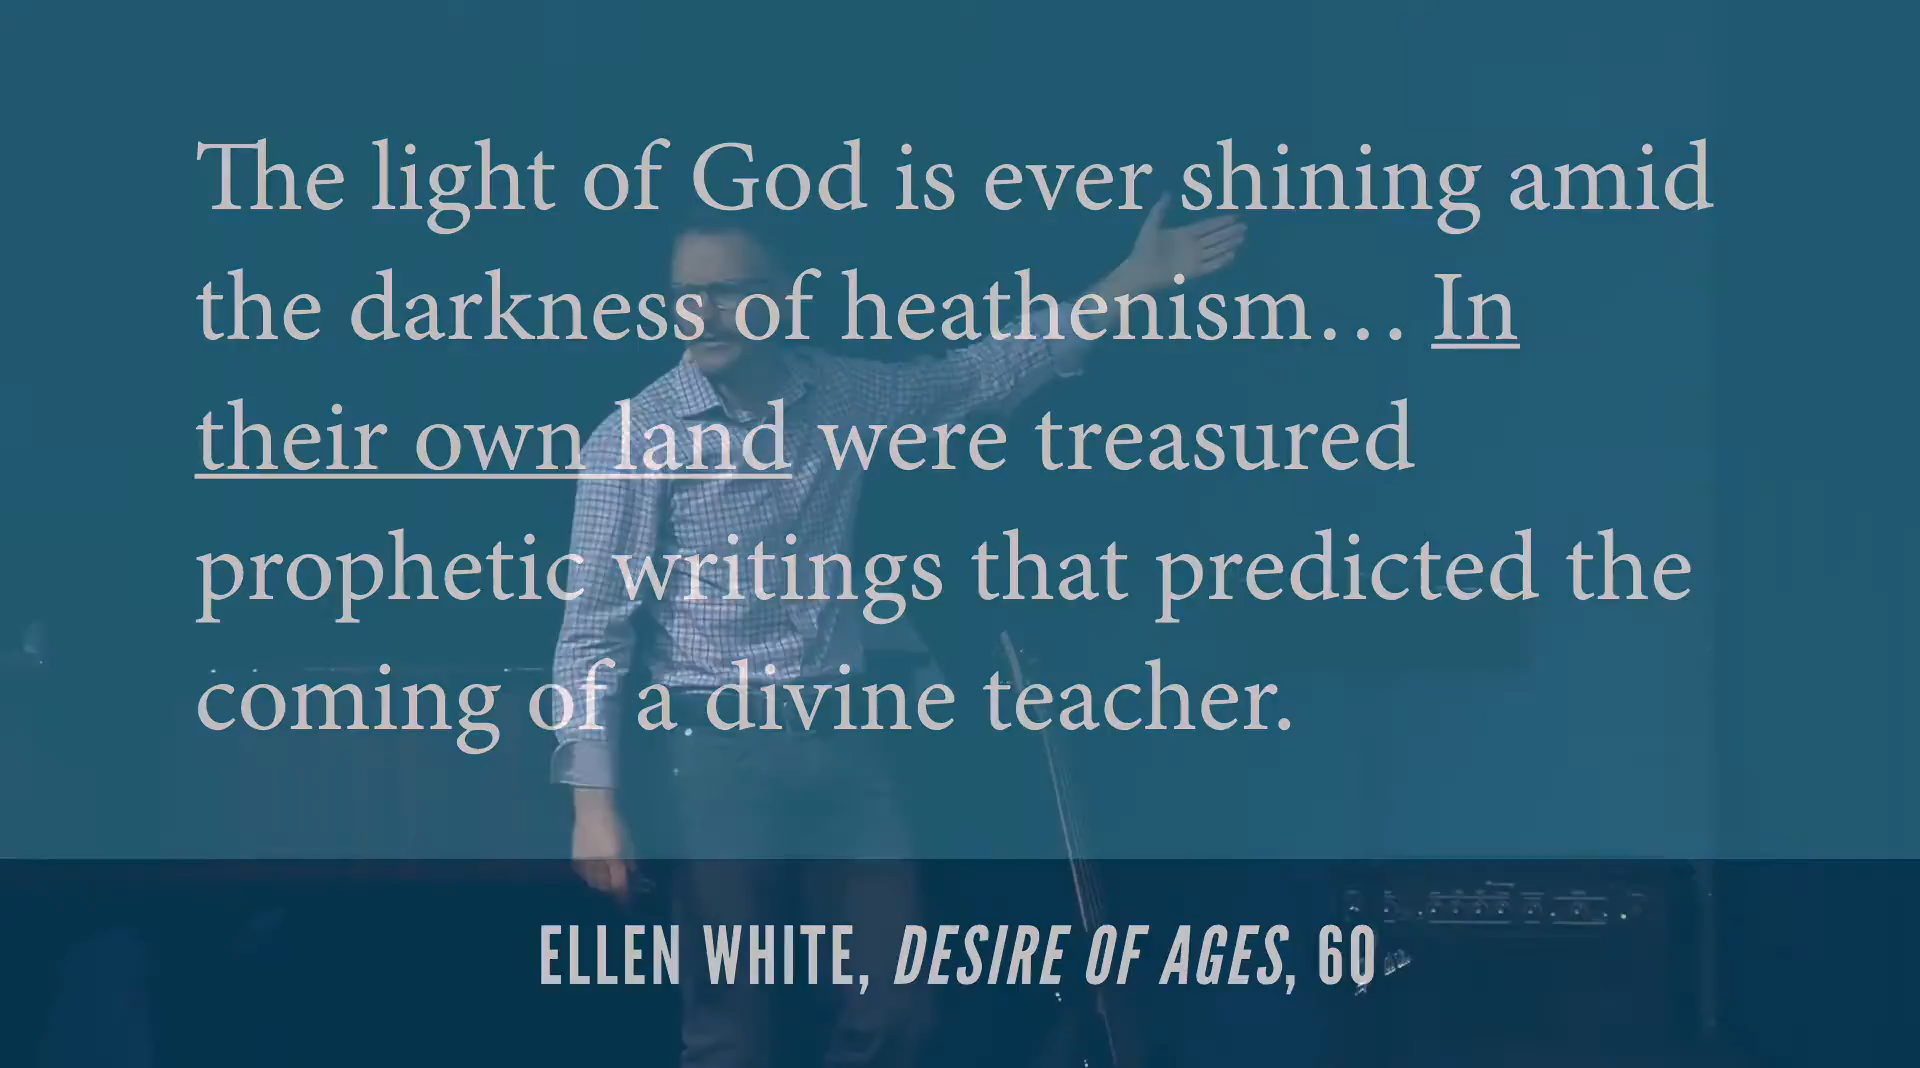 The light of God is ever shining amid
the darkness of heathenism… In
their own land were treasured
prophetic writings that predicted the
coming of a divine teacher.
ELLEN WHITE, DESIRE OF AGES, 60